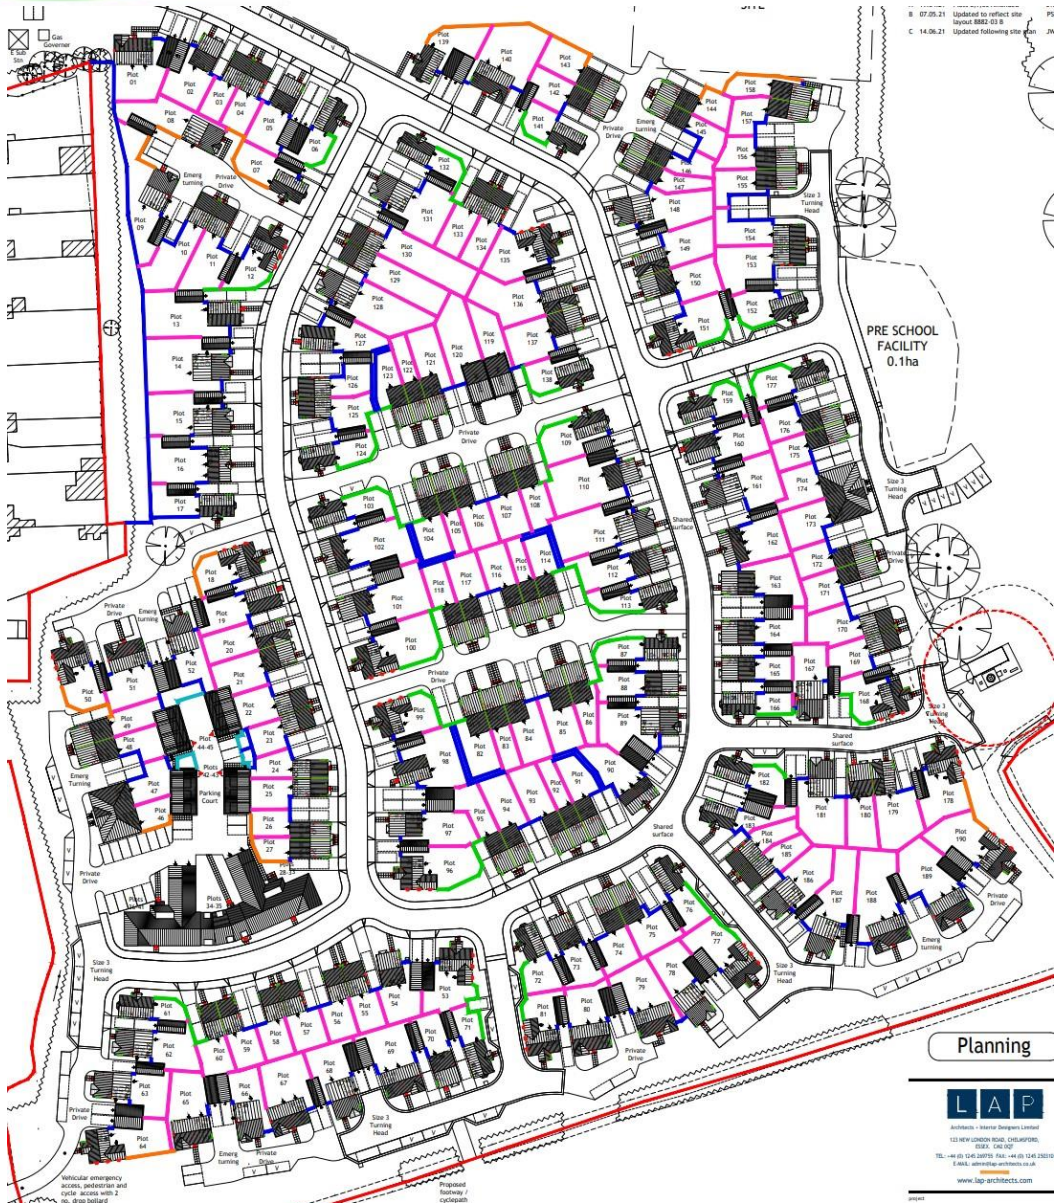 B 07.05.21 Updated to reflect site
layout 8882-03 B
C 14.06.21 Updated following site plan
Gas
Governor
E Sub
Stn
Plot
01
Plot
02
Plot
03
Plot
04
Plot
05
Plot
06
Plot
07
Plot
08
Emerg
turning
Private
Drive
Plot
09
Plot
10
Plot
11
Plot
12
Plot
13
Plot
14
Plot
15
Plot
16
Plot
17
Plot
139
Plot
140
Plot
143
Plot
142
Plot
141
Private
Drive
Emerg
turning
Plot
144
Plot
158
Plot
157
Plot
145
Plot
156
146
Plot
147
Plot
155
Plot
148
Size 3
Turning
Head
Plot
154
Plot
149
Plot
153
Plot
150
Plot
152
Plot
151
PRE SCHOOL
FACILITY
0.1ha
Plot
132
Plot
131
Plot
133
Plot
134
Plot
135
Plot
130
Plot
129
Plot
128
Plot
136
Plot
127
Plot
126
Plot
125
Plot
124
Plot
123
Plot
122
Plot
121
Plot
120
Plot
119
Plot
137
Plot
138
Private
Drive
Plot
103
Plot
102
Plot
104
Plot
105
Plot
106
Plot
107
Plot
108
Plot
109
Plot
110
Plot
111
Plot
112
Plot
113
Plot
114
Plot
115
Plot
116
Plot
117
Plot
118
Plot
101
Plot
100
Private
Drive
Shared
surface
Plot
159
Plot
177
Plot
160
Plot
176
Plot
175
Plot
161
Plot
174
Plot
173
Size 3
Turning
Head
Plot
162
Plot
172
Private
Drive
Plot
163
Plot
171
Plot
164
Plot
170
Plot
165
Plot
167
Plot
169
Plot
166
Plot
168
Size 3
Turning
Head
Shared
surface
Plot
18
Plot
19
Plot
20
Plot
21
Plot
22
Plot
23
Plot
24
Plot
25
Plot
26
Plot
27
Private
Drive
Emerg
turning
Plot
50
Plot
51
Plot
52
Plot
49
Plot
48
Plot
47
Plot
46
Plot
44-45
Plots
42-43
Parking
Court
Emerg
Turning
Private
Drive
Plots
34-35
Size 3
Turning
Head
Plot
99
Plot
98
Plot
97
Plot
96
Plot
95
Plot
94
Plot
93
Plot
92
Plot
91
Plot
90
Plot
89
Plot
88
Plot
87
Plot
86
Plot
85
Plot
84
Plot
83
Plot
82
Shared
surface
Plot
182
Plot
183
Plot
184
Plot
185
Plot
186
Plot
187
Plot
188
Plot
189
Plot
190
Plot
181
Plot
180
Plot
179
Plot
178
Private
Drive
Emerg
turning
Size 3
Turning
Head
Plot
76
Plot
75
Plot
74
Plot
73
Plot
72
Plot
77
Plot
78
Plot
79
Plot
80
Plot
81
Private
Drive
Plot
53
Plot
54
Plot
55
Plot
56
Plot
57
Plot
58
Plot
59
Plot
60
Plot
61
Plot
62
Plot
63
Plot
64
Plot
65
Plot
66
Plot
67
Plot
68
Plot
69
Plot
70
Plot
71
Private
Drive
Emerg
turning
Private
Drive
Size 3
Turning
Head
Vehicular emergency
access, pedestrian and
cycle access with 2
no. drop bollard
Proposed
footway /
cyclepath
Planning
LAP
Architects + Interior Designers Limited
123 NEW LONDON ROAD, CHELMSFORD,
ESSEX, CM2 0QT
E-MAIL: admin@lap-architects.co.uk
www.lap-architects.com
project